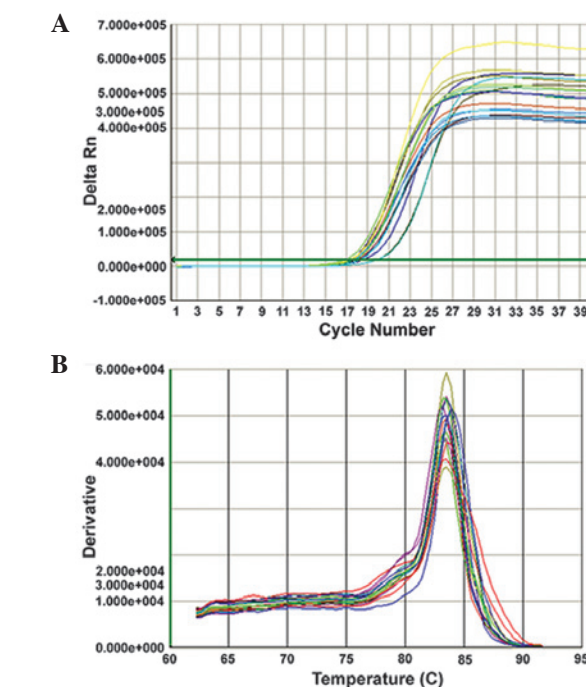 A
7.000e+005
6.000e+005
5.000e+005
3.000e+005
4.000e+005
2.000e+005
1.000e+005
0.000e+000
-1.000e+005
Delta Rn
1 3 5 7 9 11 13 15 17 19 21 23 25 27 29 31 33 35 37 39
Cycle Number
B
6.000e+004
5.000e+004
4.000e+004
2.000e+004
3.000e+004
1.000e+004
0.000e+000
Derivative
60 65 70 75 80 85 90 95
Temperature (C)